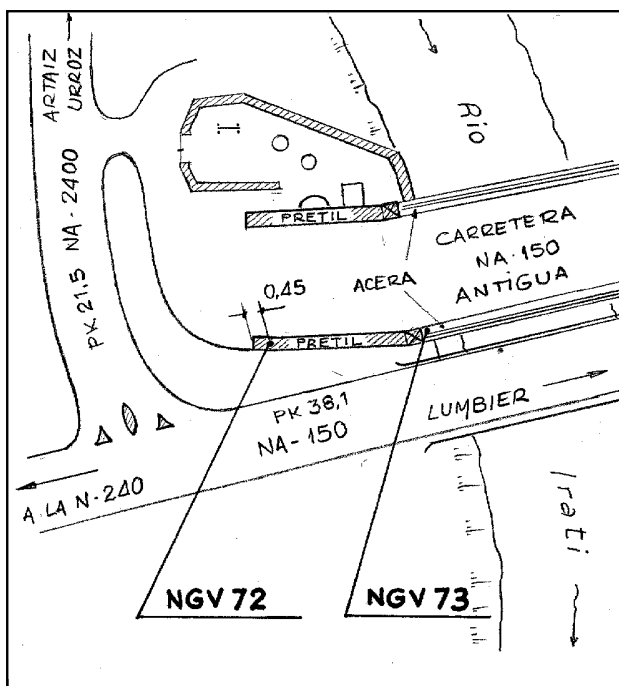 ARTAIZ
URROZ
Rio
PK 21,5 NA-2400
PRETIL
CARRETERA
NA-150
ANTIGUA
0,45
ACERA
PRETIL
PK 38,1
NA-150
LUMBIER
A LA N-240
Irati
NGV 72
NGV 73